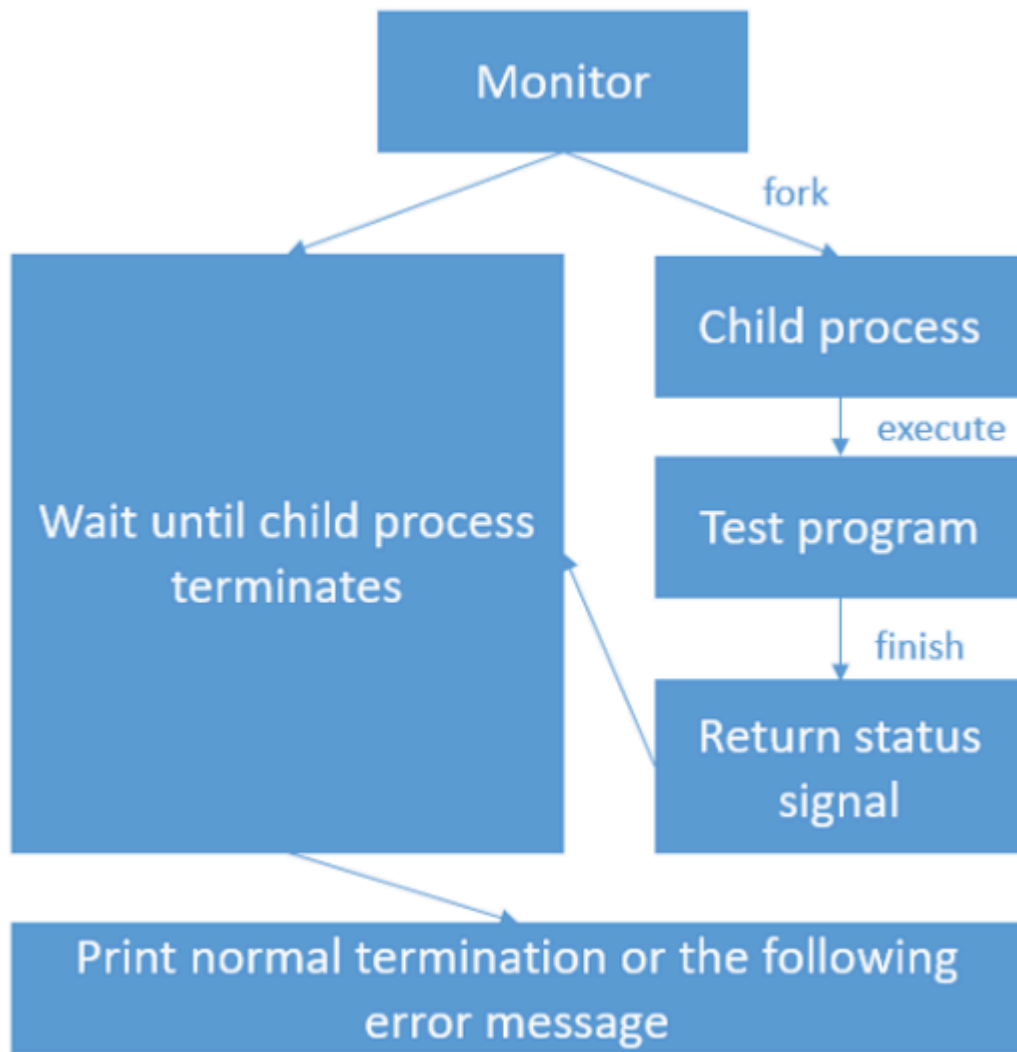 Monitor
fork
Child process
execute
Wait until child process
terminates
Test program
finish
Return status
signal
Print normal termination or the following
error message